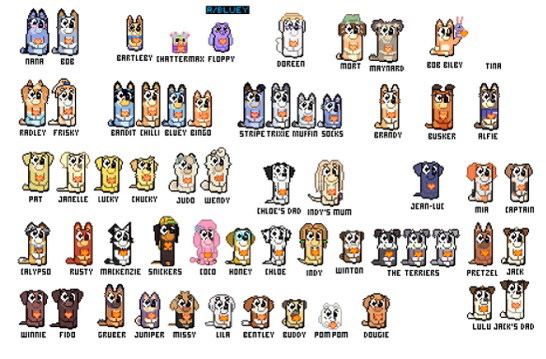 R/BLUEY
NANA BOB BARTLEBY CHATTERMAX FLOPPY DOREEN MORT MAYNARD BOB BILBY TINA
RADLEY FRISKY BANDIT CHILLI BLUEY BINGO STRIPE TRIXIE MUFFIN SOCKS BRANDY BUSKER ALFIE
PAT JANELLE LUCKY CHUCKY JUDO WENDY CHLOE'S DAD INDY'S MUM JEAN-LUC MIA CAPTAIN
CALYPSO RUSTY MACKENZIE SNICKERS COCO HONEY CHLOE INDY WINTON THE TERRIERS PRETZEL JACK
WINNIE FIDO GRUBER JUNIPER MISSY LILA BENTLEY BUDDY POMPOM DOUGIE LULU JACK'S DAD